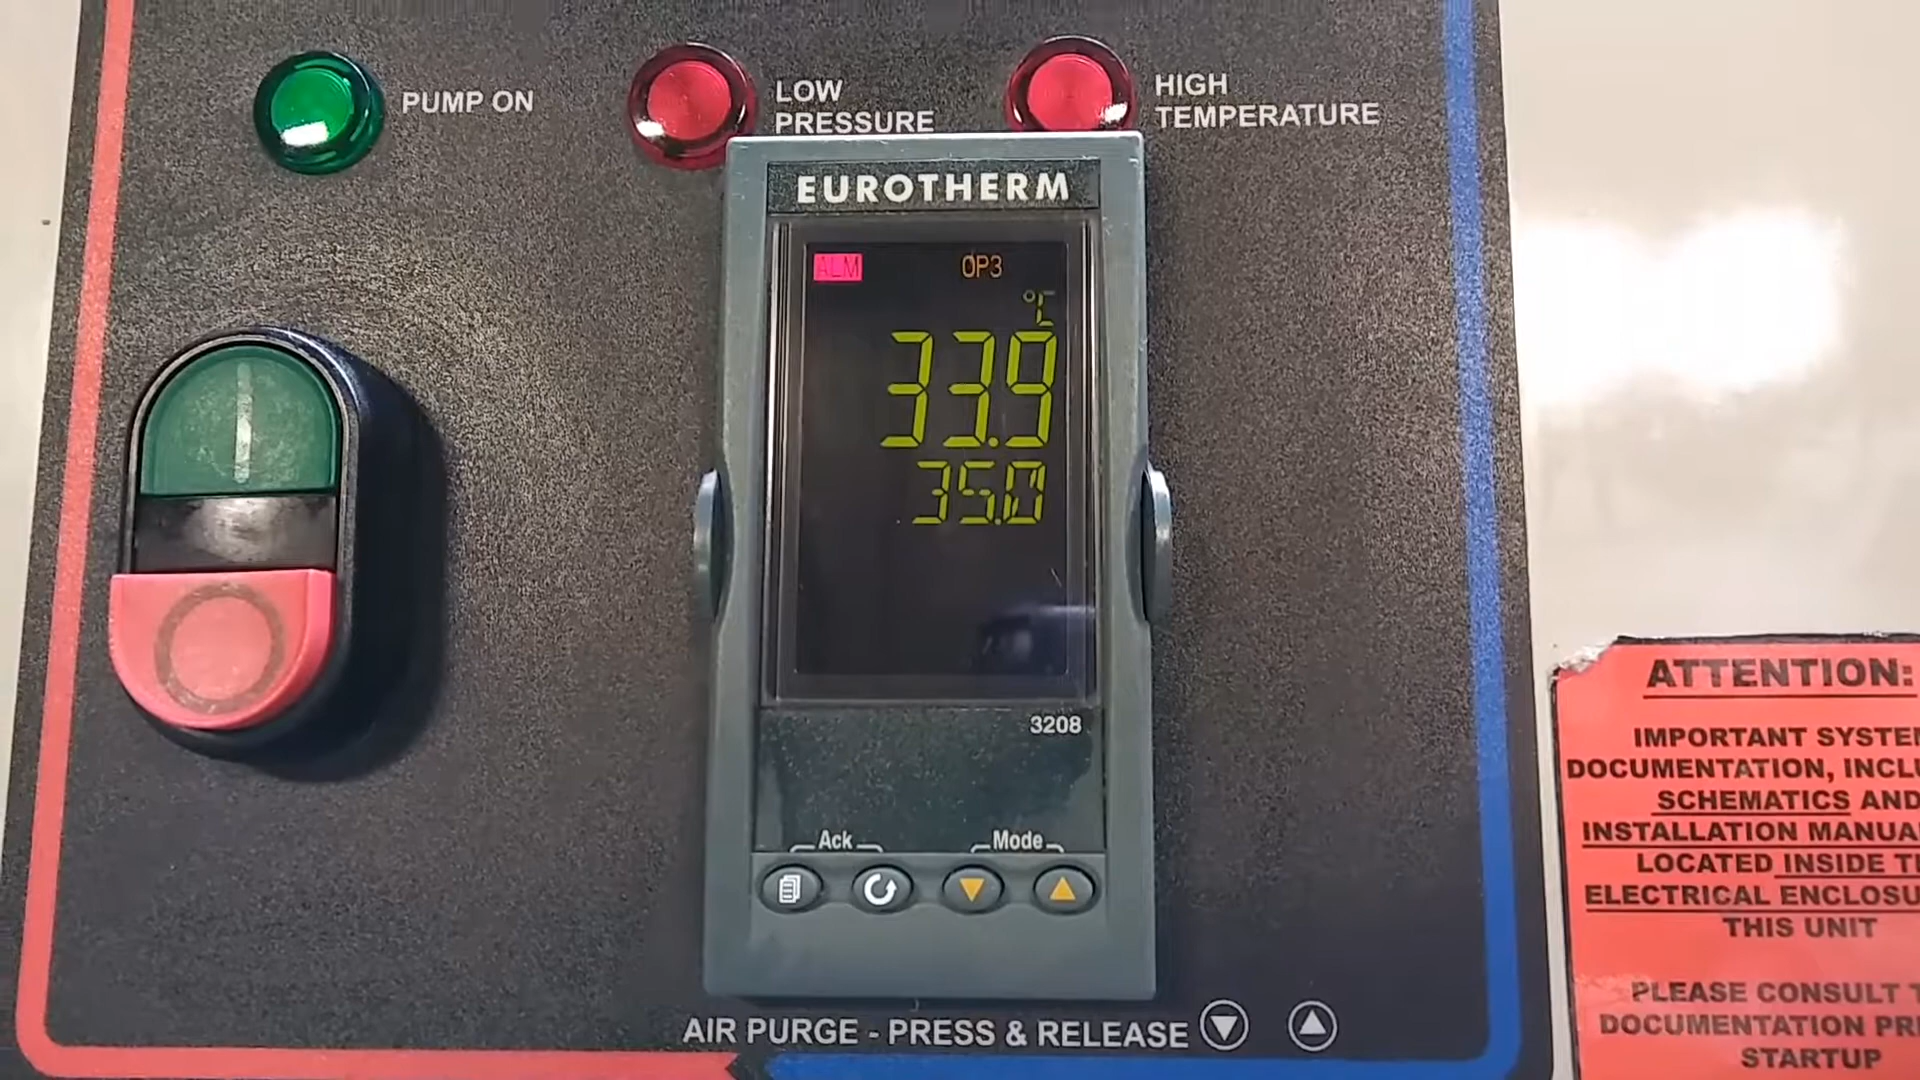 PUMP ON
LOW
PRESSURE
HIGH
TEMPERATURE
EUROTHERM
ALM
OP3
°C
33.9
35.0
3208
Ack
Mode
AIR PURGE - PRESS & RELEASE
ATTENTION:
IMPORTANT SYSTEM
DOCUMENTATION, INCLU
SCHEMATICS AND
INSTALLATION MANUA
LOCATED INSIDE T
ELECTRICAL ENCLOSU
THIS UNIT
PLEASE CONSULT T
DOCUMENTATION PR
STARTUP